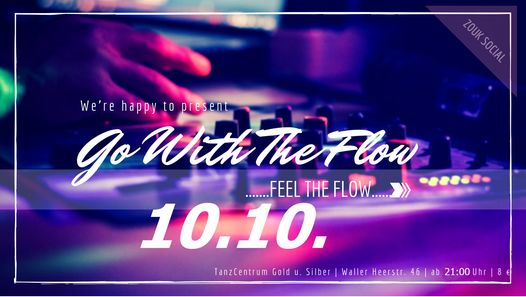 ZOUK SOCIAL
We're happy to present
Go With The Flow
.......FEEL THE FLOW.....
10.10.
TanzCentrum Gold u. Silber | Waller Heerstr. 46 | ab 21:00 Uhr | 8 €